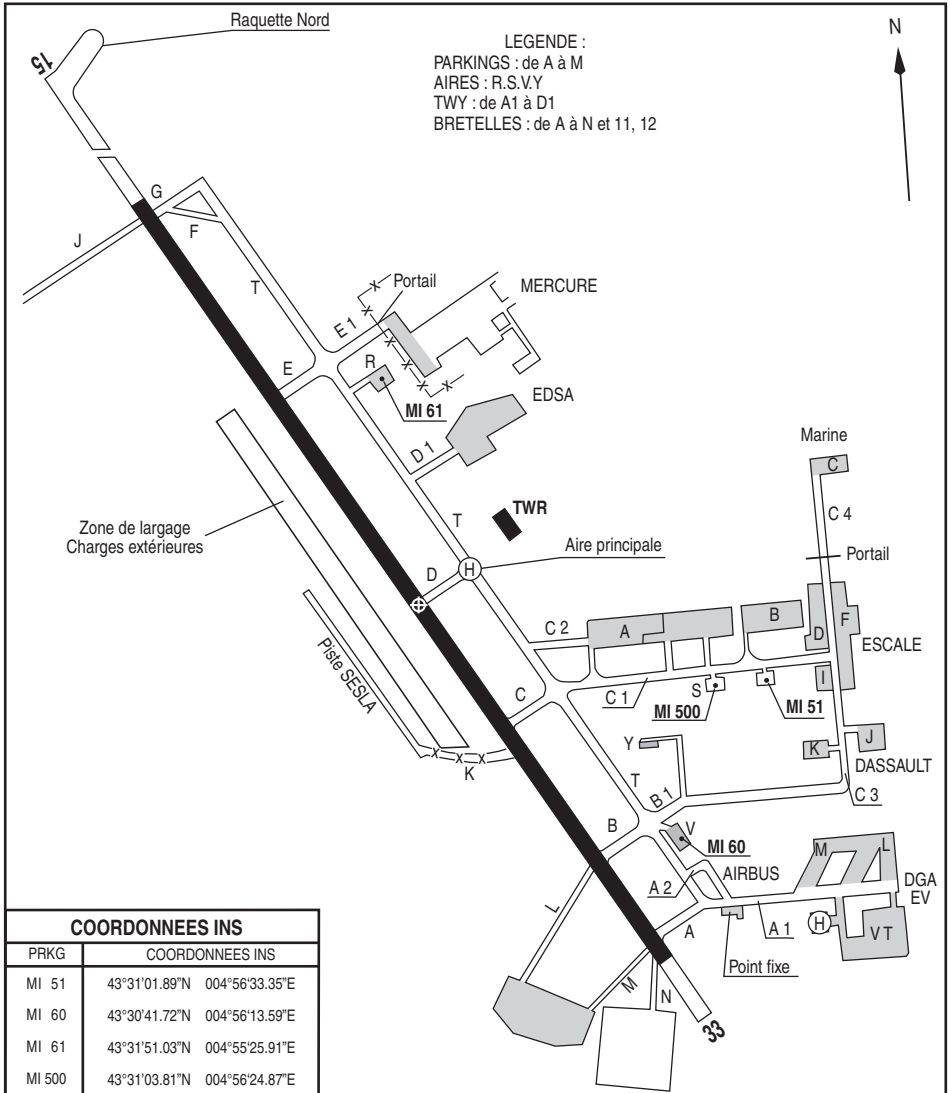 Raquette Nord
15
LEGENDE :
PARKINGS : de A à M
AIRES : R.S.V.Y
TWY : de A1 à D1
BRETELLES : de A à N et 11, 12
N
G
J
F
T
Portail
MERCURE
E 1
E
R
MI 61
EDSA
D 1
Marine
C
C 4
Portail
Zone de largage
Charges extérieures
T
TWR
Aire principale
D
H
C 2
A
B
D
F
ESCALE
Piste SESLA
C
C 1
S
MI 500
MI 51
I
Y
K
J
DASSAULT
K
T
B 1
C 3
B
V
MI 60
AIRBUS
M
L
DGA
EV
A 2
L
A
A 1
H
V T
Point fixe
M
N
33
COORDONNEES INS
PRKG COORDONNEES INS
MI 51 43°31'01.89"N 004°56'33.35"E
MI 60 43°30'41.72"N 004°56'13.59"E
MI 61 43°31'51.03"N 004°55'25.91"E
MI 500 43°31'03.81"N 004°56'24.87"E